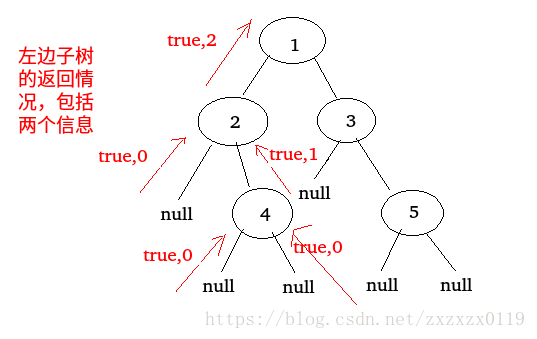 true,2
1
左边子树
的返回情
况，包括
两个信息
2
3
true,0
true,1
null
null
4
5
true,0
true,0
null
null
null
null
https://blog.csdn.net/zxzxzx0119